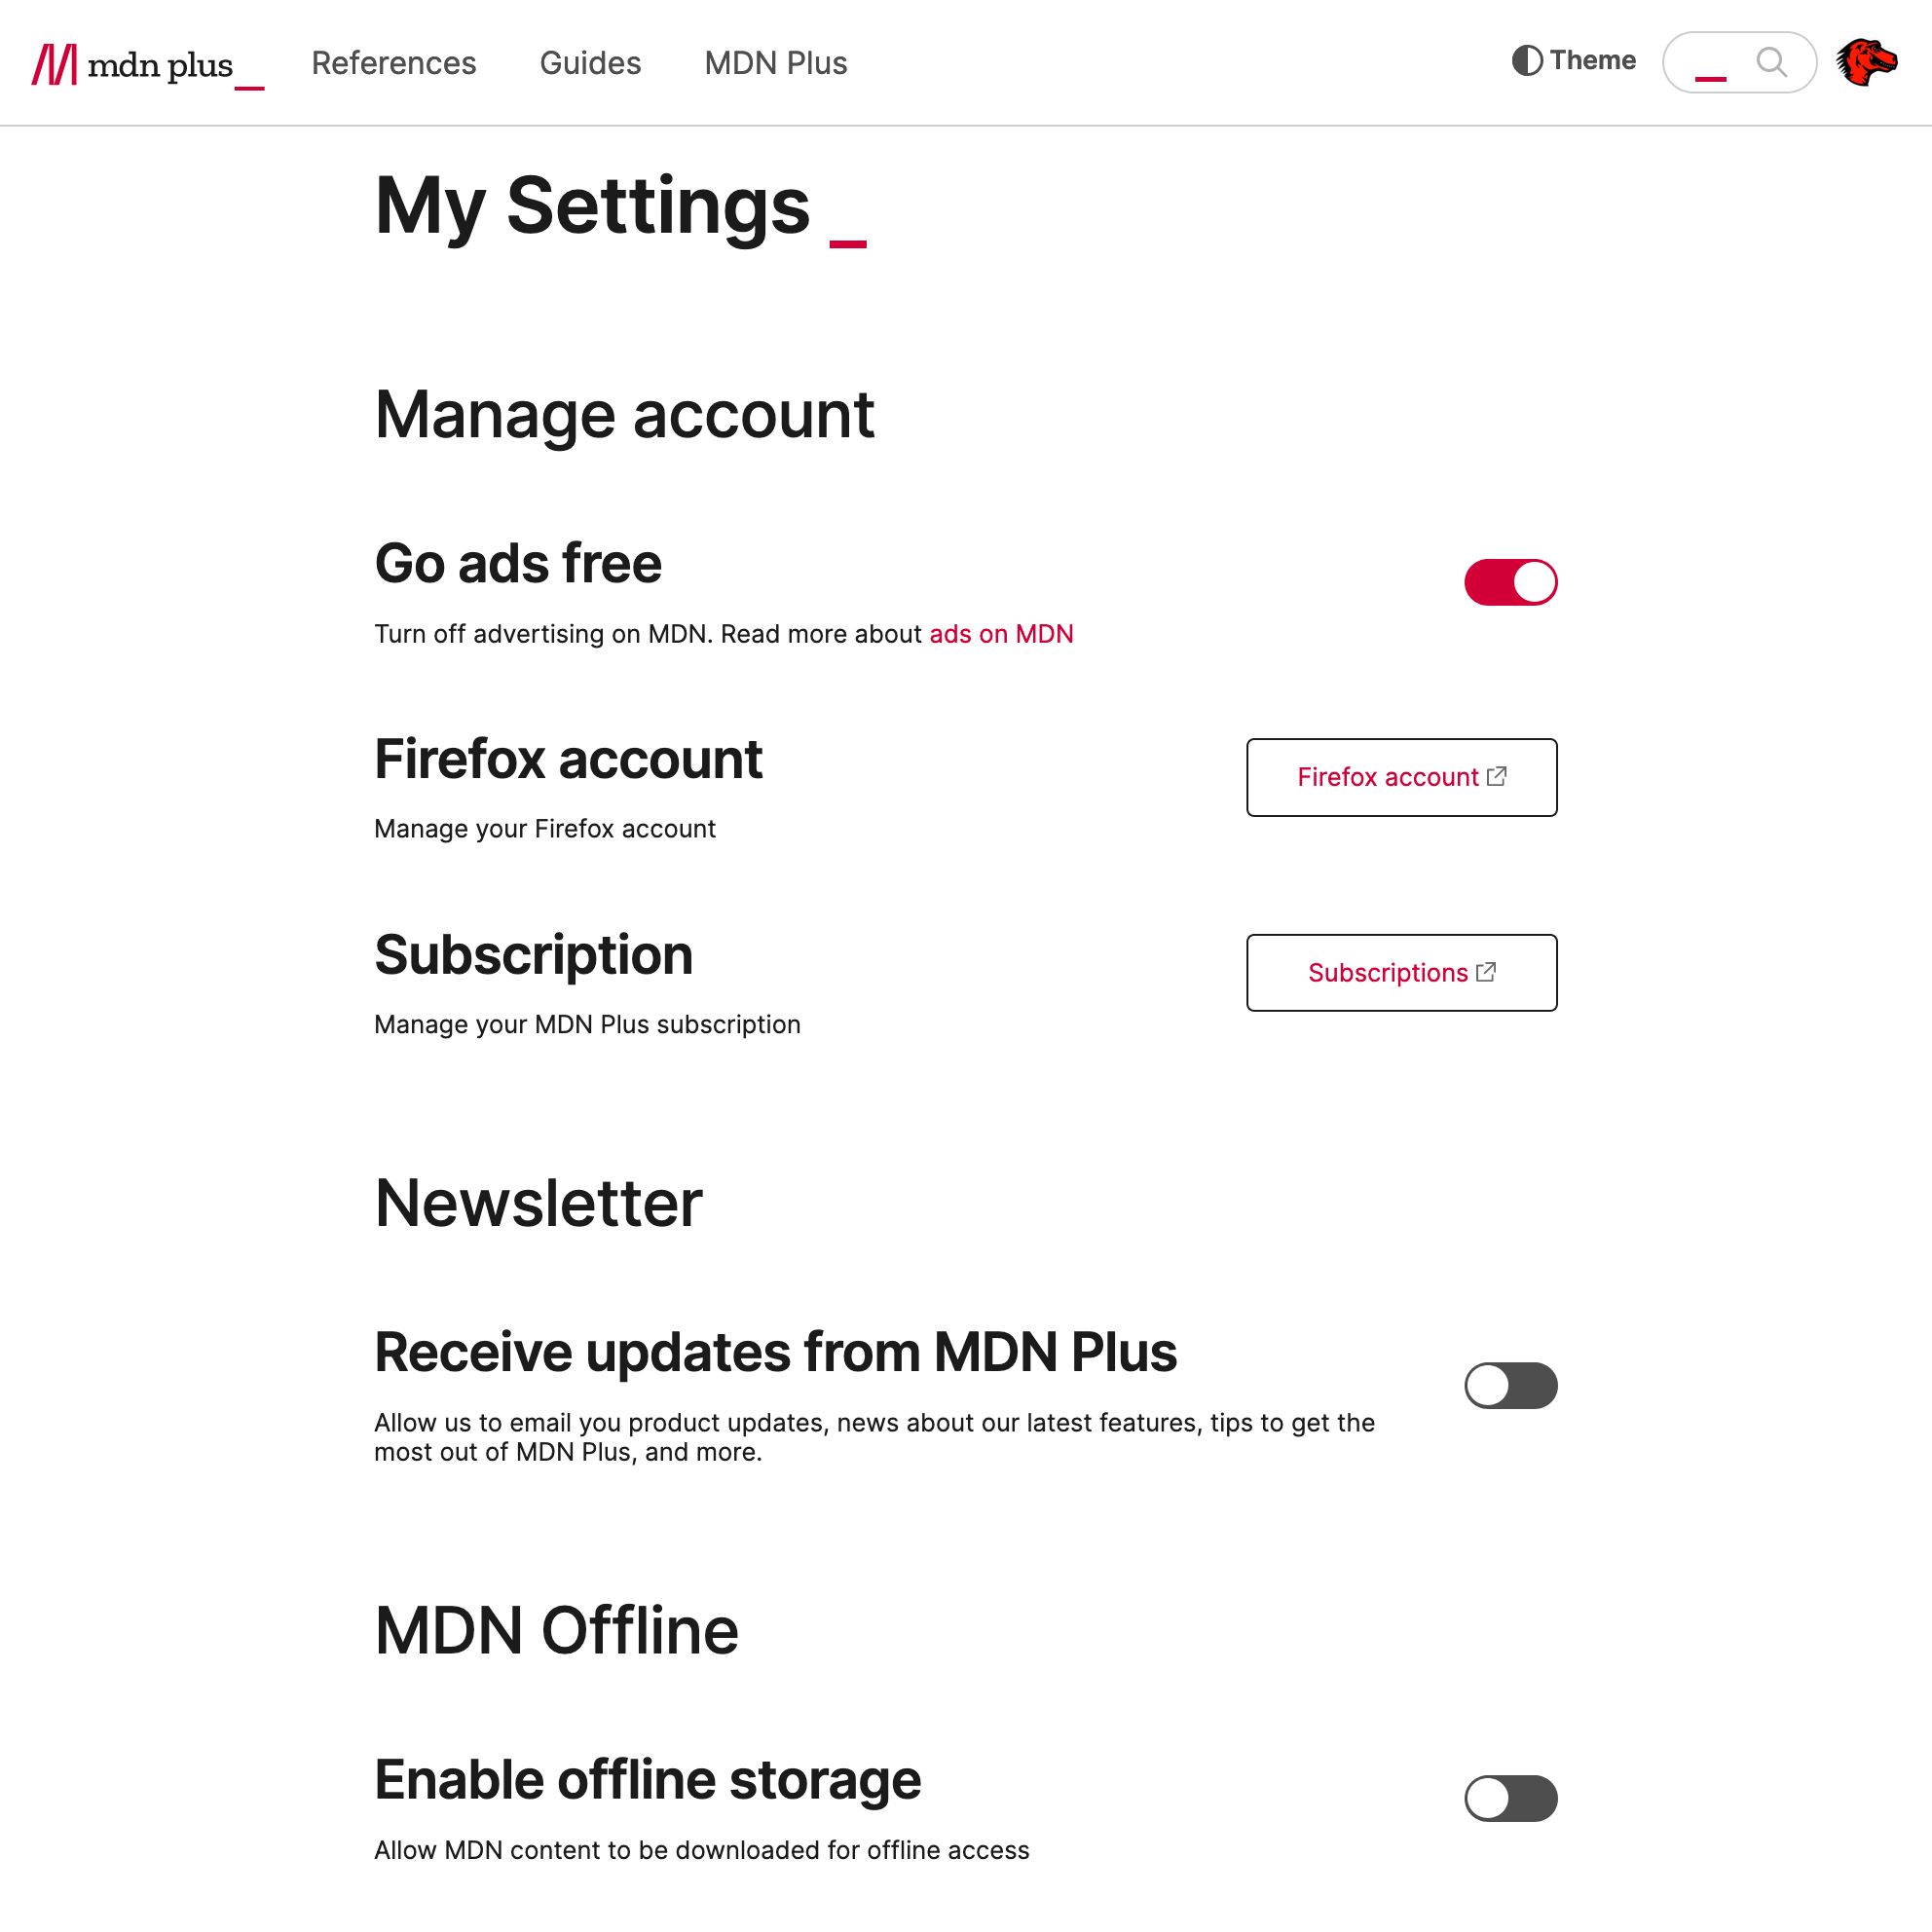 mdn plus_
References
Guides
MDN Plus
Theme
My Settings _
Manage account
Go ads free
Turn off advertising on MDN. Read more about ads on MDN
Firefox account
Manage your Firefox account
Firefox account
Subscription
Manage your MDN Plus subscription
Subscriptions
Newsletter
Receive updates from MDN Plus
Allow us to email you product updates, news about our latest features, tips to get the
most out of MDN Plus, and more.
MDN Offline
Enable offline storage
Allow MDN content to be downloaded for offline access